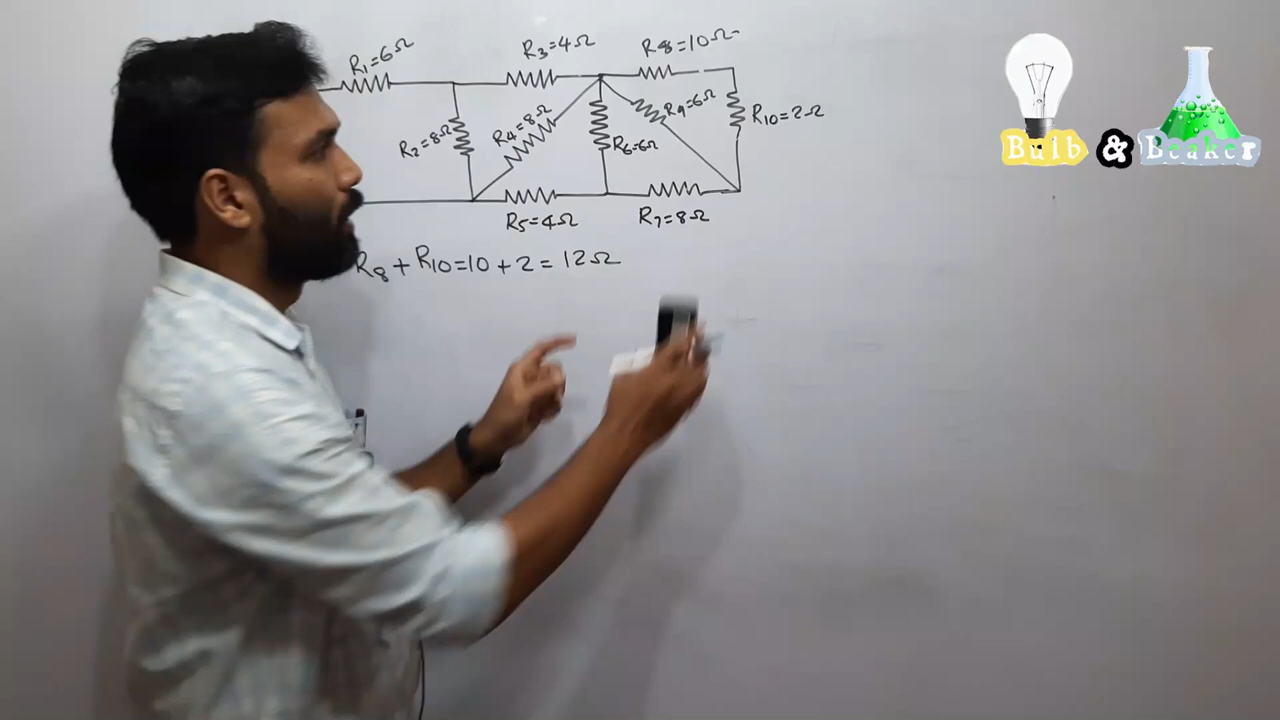 R1=6Ω
R3=4Ω
R8=10Ω
R2=8Ω
R4=8Ω
R6=6Ω
R9=6Ω
R10=2Ω
R5=4Ω
R7=8Ω
R8+R10=10+2=12Ω
Bulb & Beaker